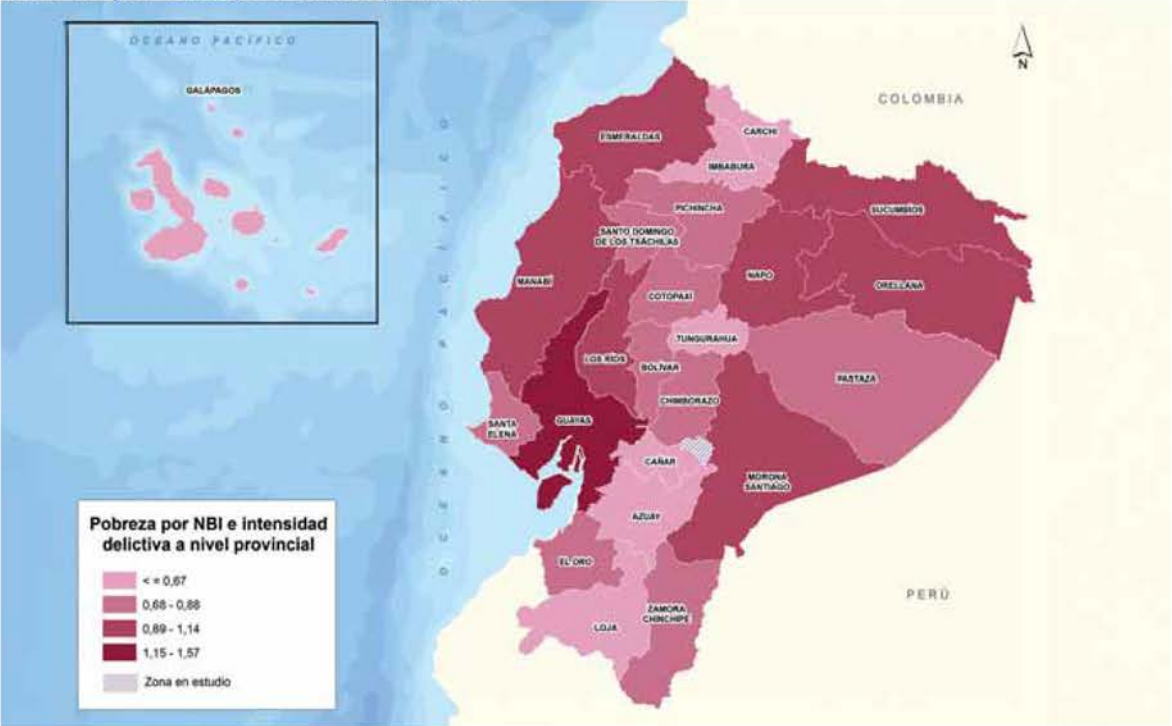 OCEANO PACÍFICO
GALÁPAGOS
N
COLOMBIA
ESMERALDAS
CARCHI
IMBABURA
PICHINCHA
SUCUMBÍOS
SANTO DOMINGO
DE LOS TSÁCHILAS
NAPO
MANABÍ
ORELLANA
COTOPAXI
TUNGURAHUA
LOS RÍOS
BOLÍVAR
PASTAZA
CHIMBORAZO
SANTA
ELENA
GUAYAS
CAÑAR
MORONA
SANTIAGO
AZUAY
EL ORO
PERÚ
ZAMORA
CHINCHIPE
LOJA
Pobreza por NBI e intensidad
delictiva a nivel provincial
< = 0,67
0,68 - 0,88
0,89 - 1,14
1,15 - 1,57
Zona en estudio